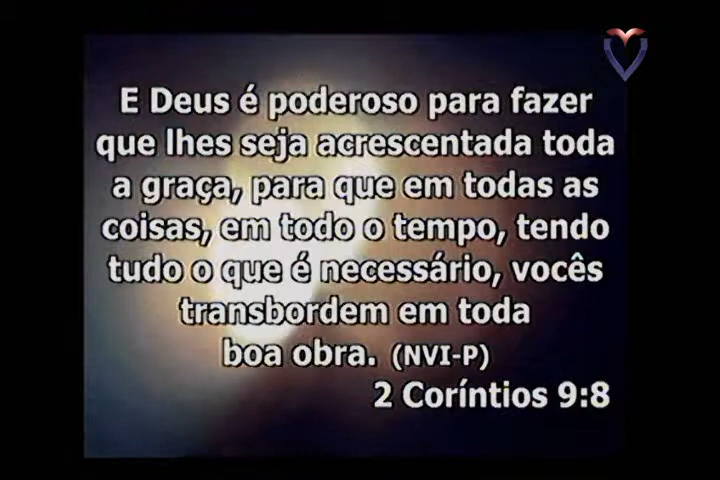 E Deus é poderoso para fazer
que lhes seja acrescentada toda
a graça, para que em todas as
coisas, em todo o tempo, tendo
tudo o que é necessário, vocês
transbordem em toda
boa obra. (NVI-P)
2 Coríntios 9:8